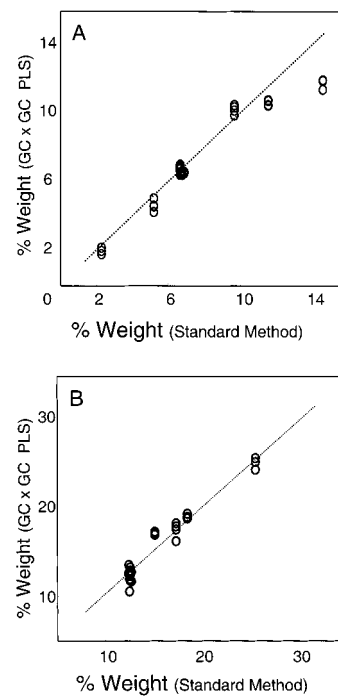 A
14
10
6
2
0
% Weight (GC x GC PLS)
2 6 10 14
% Weight (Standard Method)
B
30
20
10
% Weight (GC x GC PLS)
10 20 30
% Weight (Standard Method)